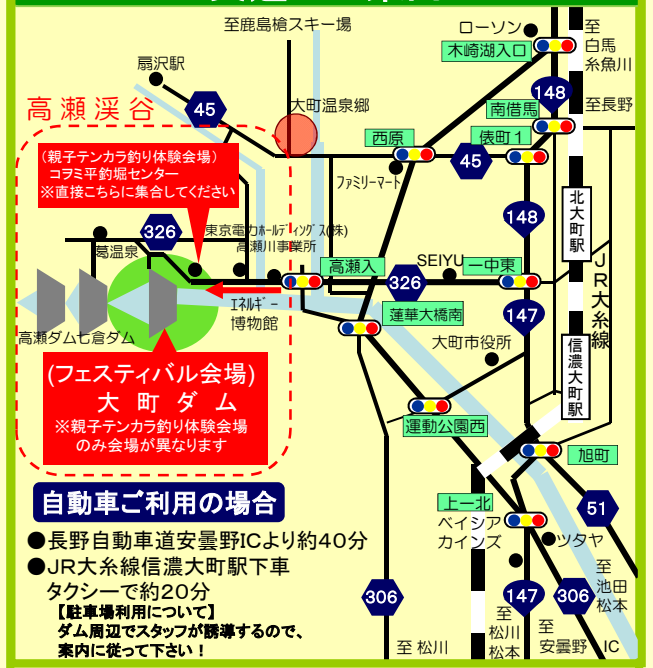 至鹿島槍スキー場
ローソン
至
白馬
糸魚川
木崎湖入口
扇沢駅
148
45
大町温泉郷
南借馬
至長野
高瀬渓谷
西原
俵町1
45
(親子テンカラ釣り体験会場)
コヲミ平釣堀センター
※直接こちらに集合してください
ファミリーマート
北大町駅
148
326
東京電力ホールディングス(株)
高瀬川事業所
葛温泉
SEIYU
JR大糸線
高瀬入
326
一中東
エネルギー
博物館
蓮華大橋南
147
高瀬ダム
七倉ダム
大町市役所
信濃大町駅
(フェスティバル会場)
大町ダム
※親子テンカラ釣り体験会場
のみ会場が異なります
運動公園西
旭町
自動車ご利用の場合
上一北
51
ベイシア
カインズ
ツタヤ
●長野自動車道安曇野ICより約40分
●JR大糸線信濃大町駅下車
タクシーで約20分
【駐車場利用について】
ダム周辺でスタッフが誘導するので、
案内に従って下さい!
306
147
306
至
池田
松本
至 松川
至
松川
松本
至
安曇野 IC